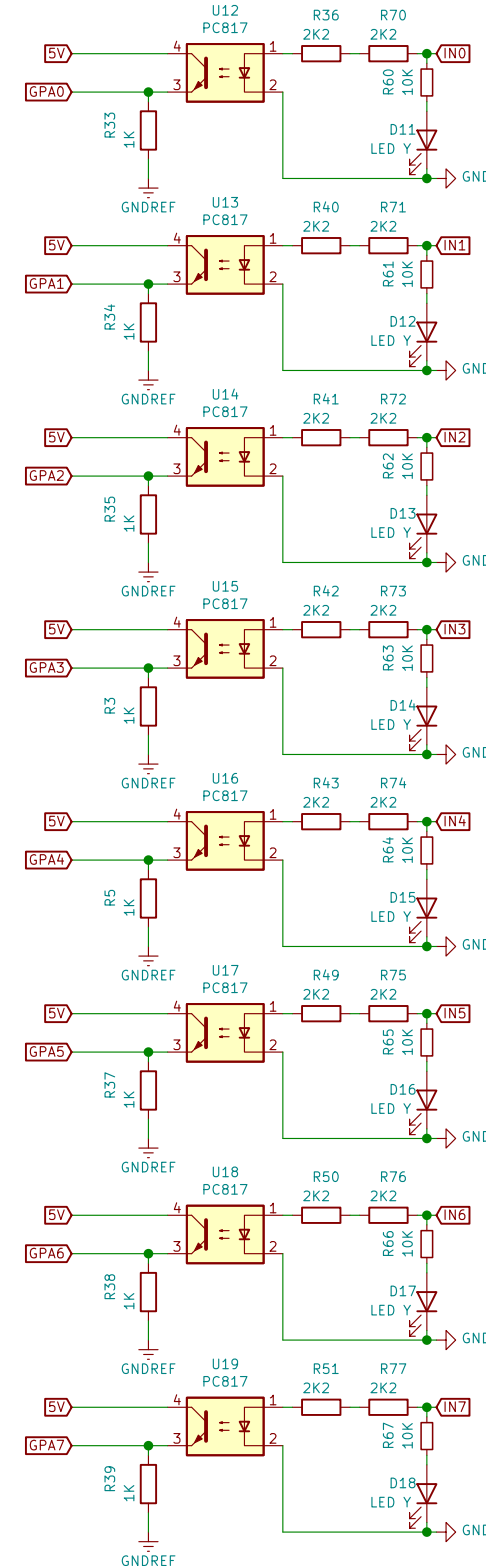 U12
PC817
R36
2K2
R70
2K2
5V
4
1
IN0
GPA0
3
2
R33
1K
R60
10K
D11
LED Y
GNDREF
GND
U13
PC817
R40
2K2
R71
2K2
5V
4
1
IN1
GPA1
3
2
R34
1K
R61
10K
D12
LED Y
GNDREF
GND
U14
PC817
R41
2K2
R72
2K2
5V
4
1
IN2
GPA2
3
2
R35
1K
R62
10K
D13
LED Y
GNDREF
GND
U15
PC817
R42
2K2
R73
2K2
5V
4
1
IN3
GPA3
3
2
R3
1K
R63
10K
D14
LED Y
GNDREF
GND
U16
PC817
R43
2K2
R74
2K2
5V
4
1
IN4
GPA4
3
2
R5
1K
R64
10K
D15
LED Y
GNDREF
GND
U17
PC817
R49
2K2
R75
2K2
5V
4
1
IN5
GPA5
3
2
R37
1K
R65
10K
D16
LED Y
GNDREF
GND
U18
PC817
R50
2K2
R76
2K2
5V
4
1
IN6
GPA6
3
2
R38
1K
R66
10K
D17
LED Y
GNDREF
GND
U19
PC817
R51
2K2
R77
2K2
5V
4
1
IN7
GPA7
3
2
R39
1K
R67
10K
D18
LED Y
GNDREF
GND